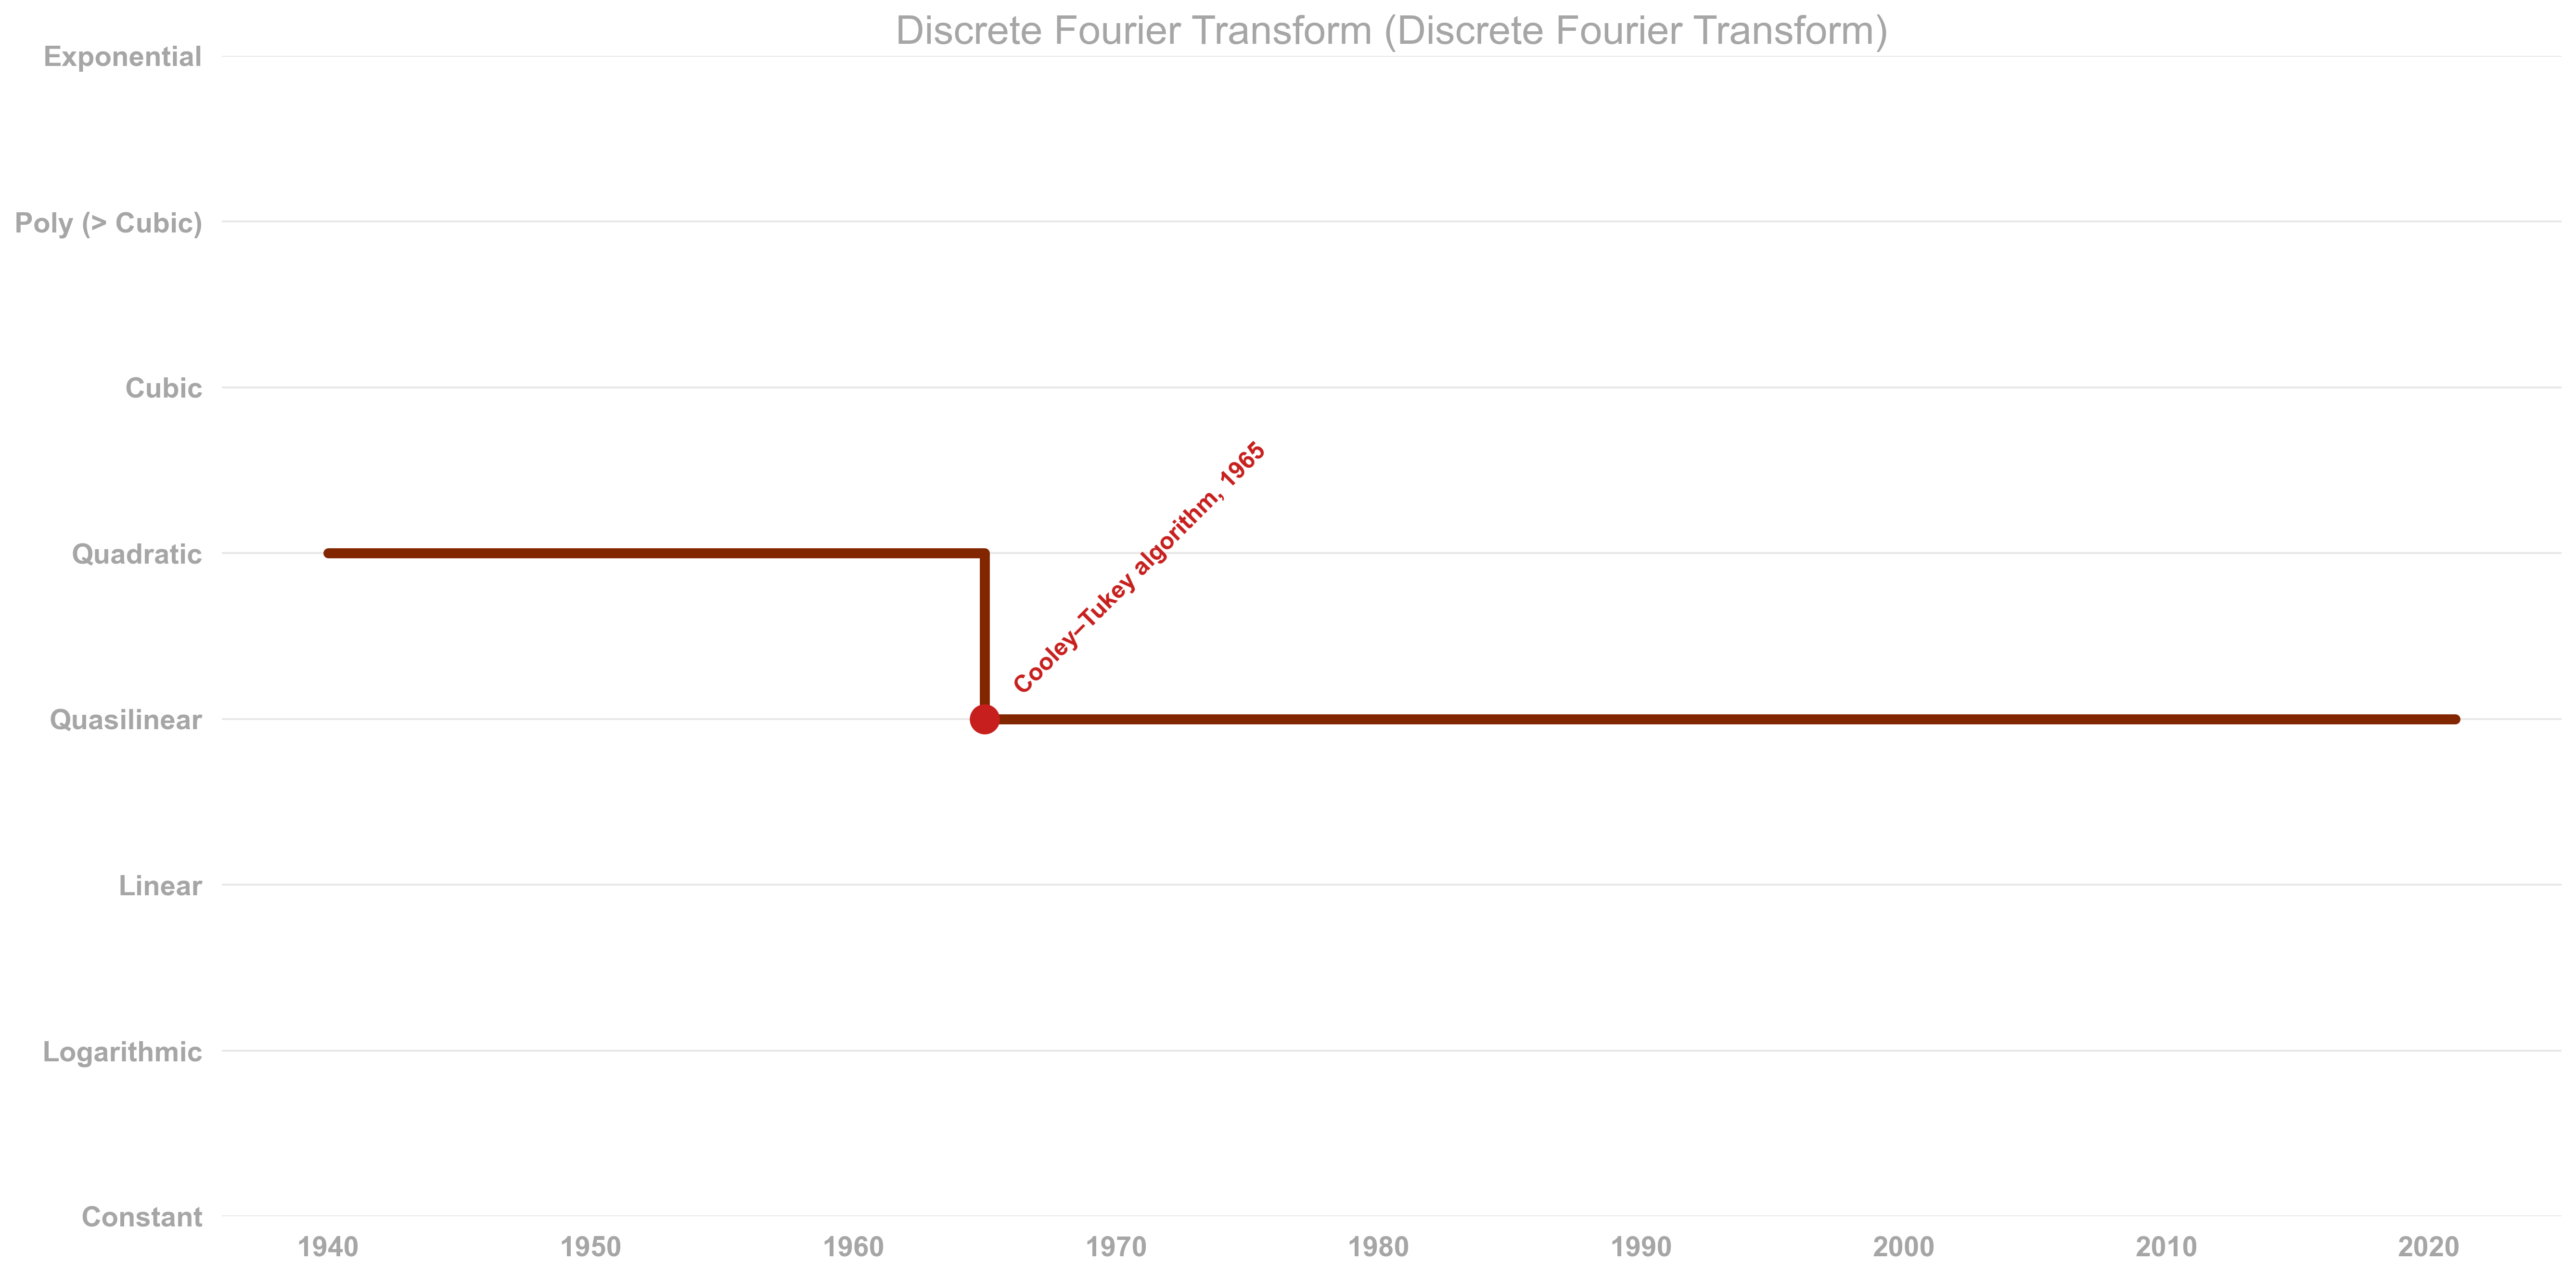 Discrete Fourier Transform (Discrete Fourier Transform)
Exponential
Poly (> Cubic)
Cubic
Quadratic
Quasilinear
Linear
Logarithmic
Constant
Cooley–Tukey algorithm, 1965
1940 1950 1960 1970 1980 1990 2000 2010 2020